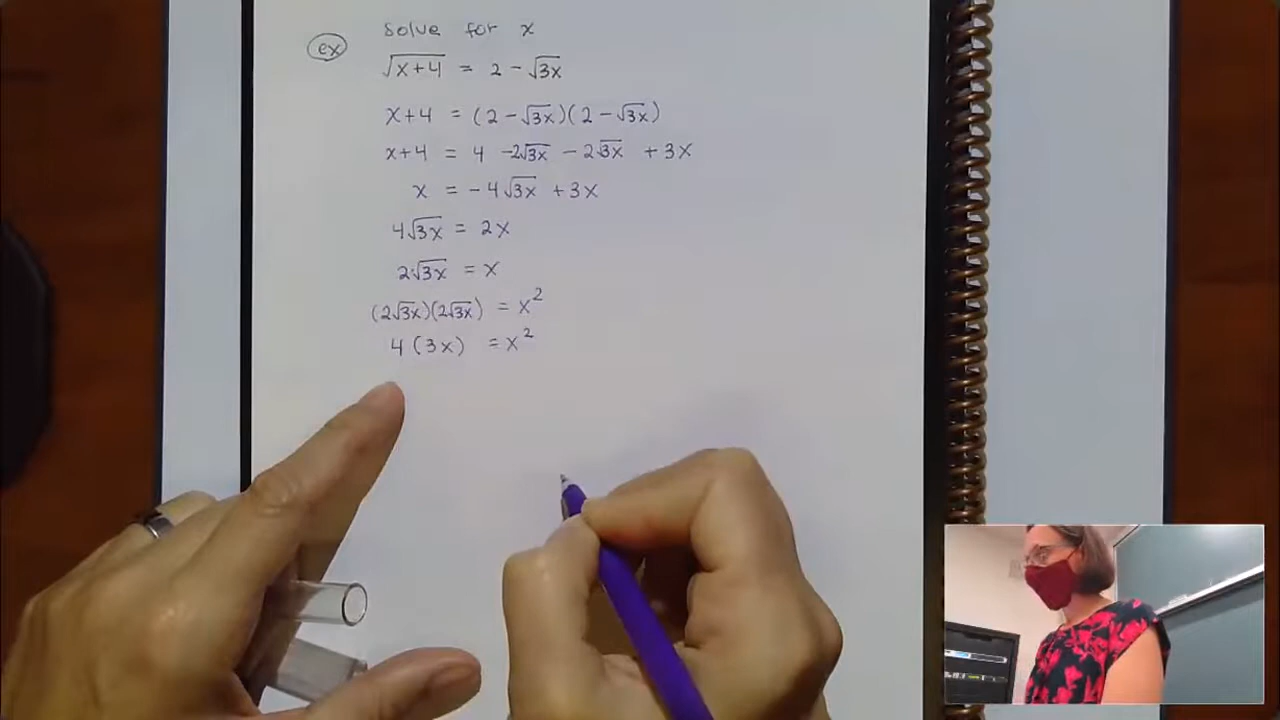 ex solve for x
√x+4 = 2 - √3x
x+4 = (2 - √3x)(2 - √3x)
x+4 = 4 -2√3x - 2√3x + 3x
x = -4√3x + 3x
4√3x = 2x
2√3x = x
(2√3x)(2√3x) = x²
4(3x) = x²